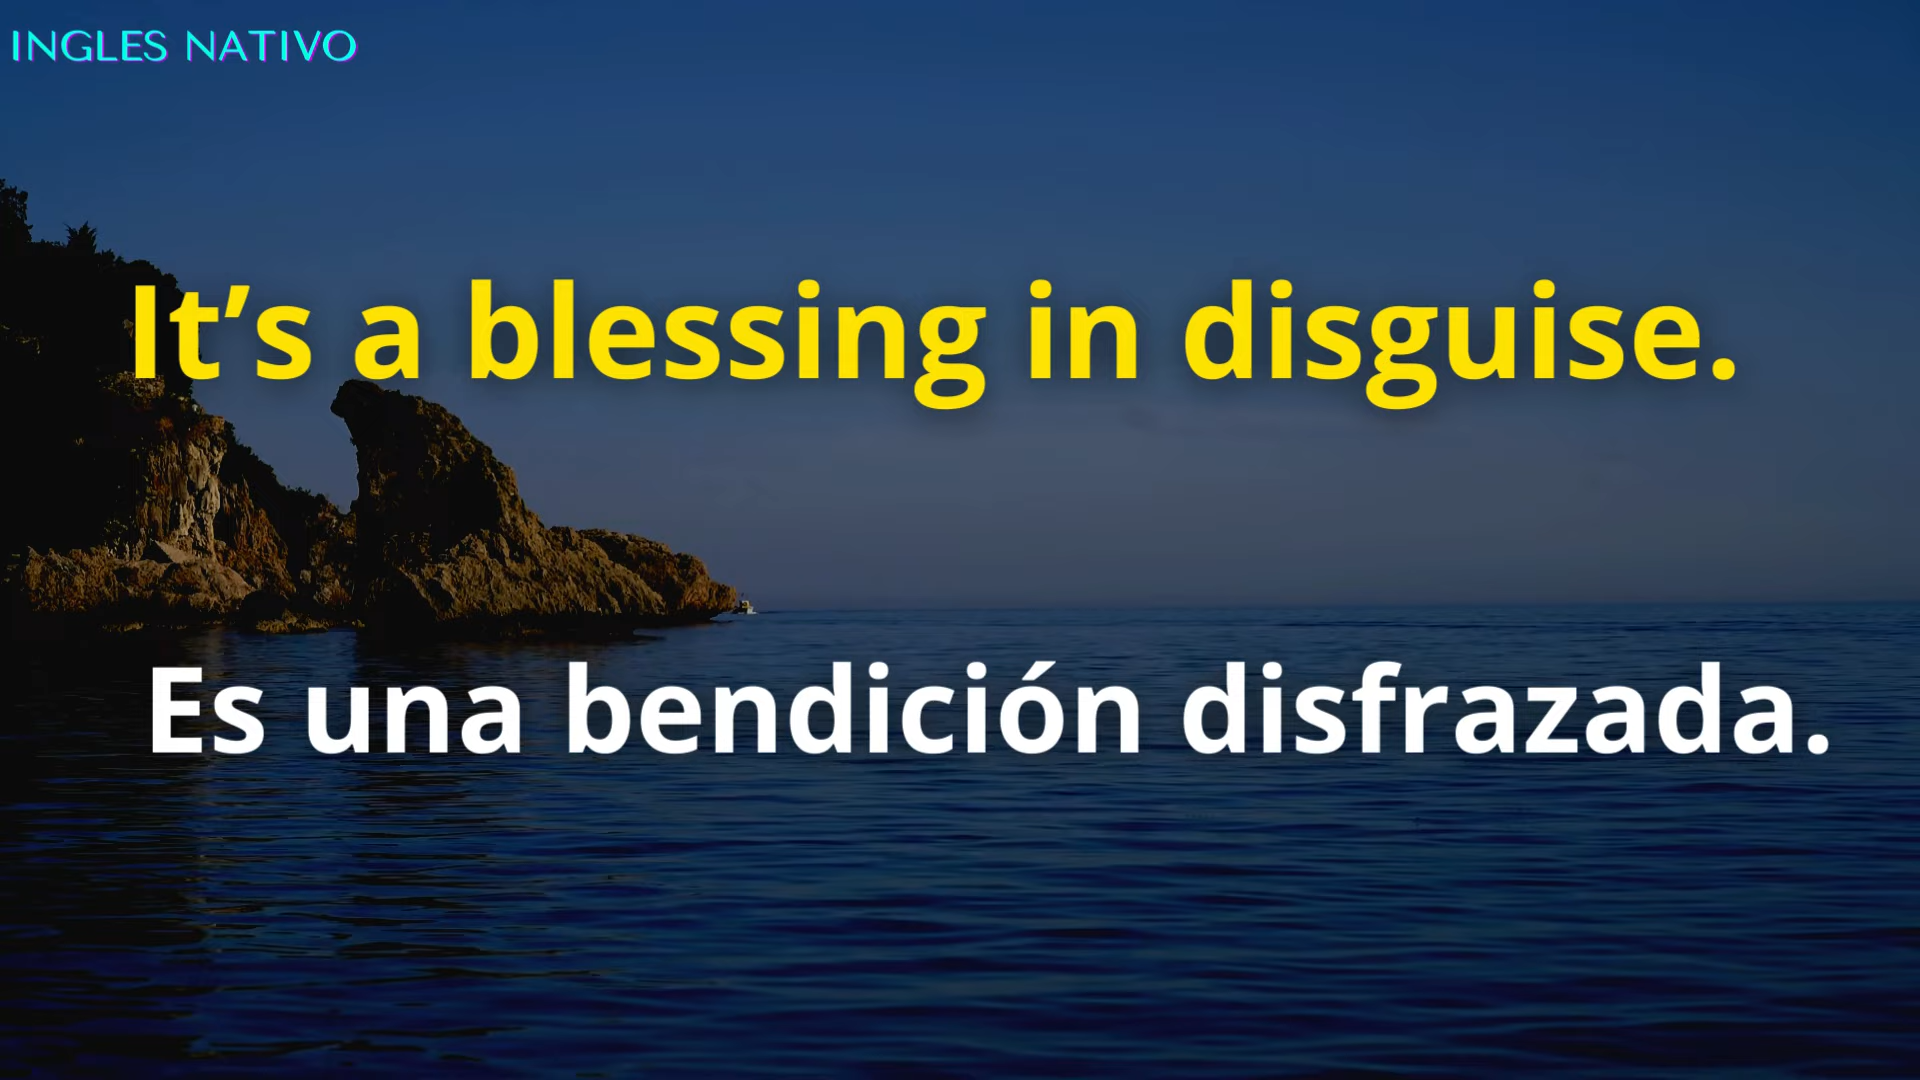 INGLES NATIVO
It’s a blessing in disguise.
Es una bendición disfrazada.